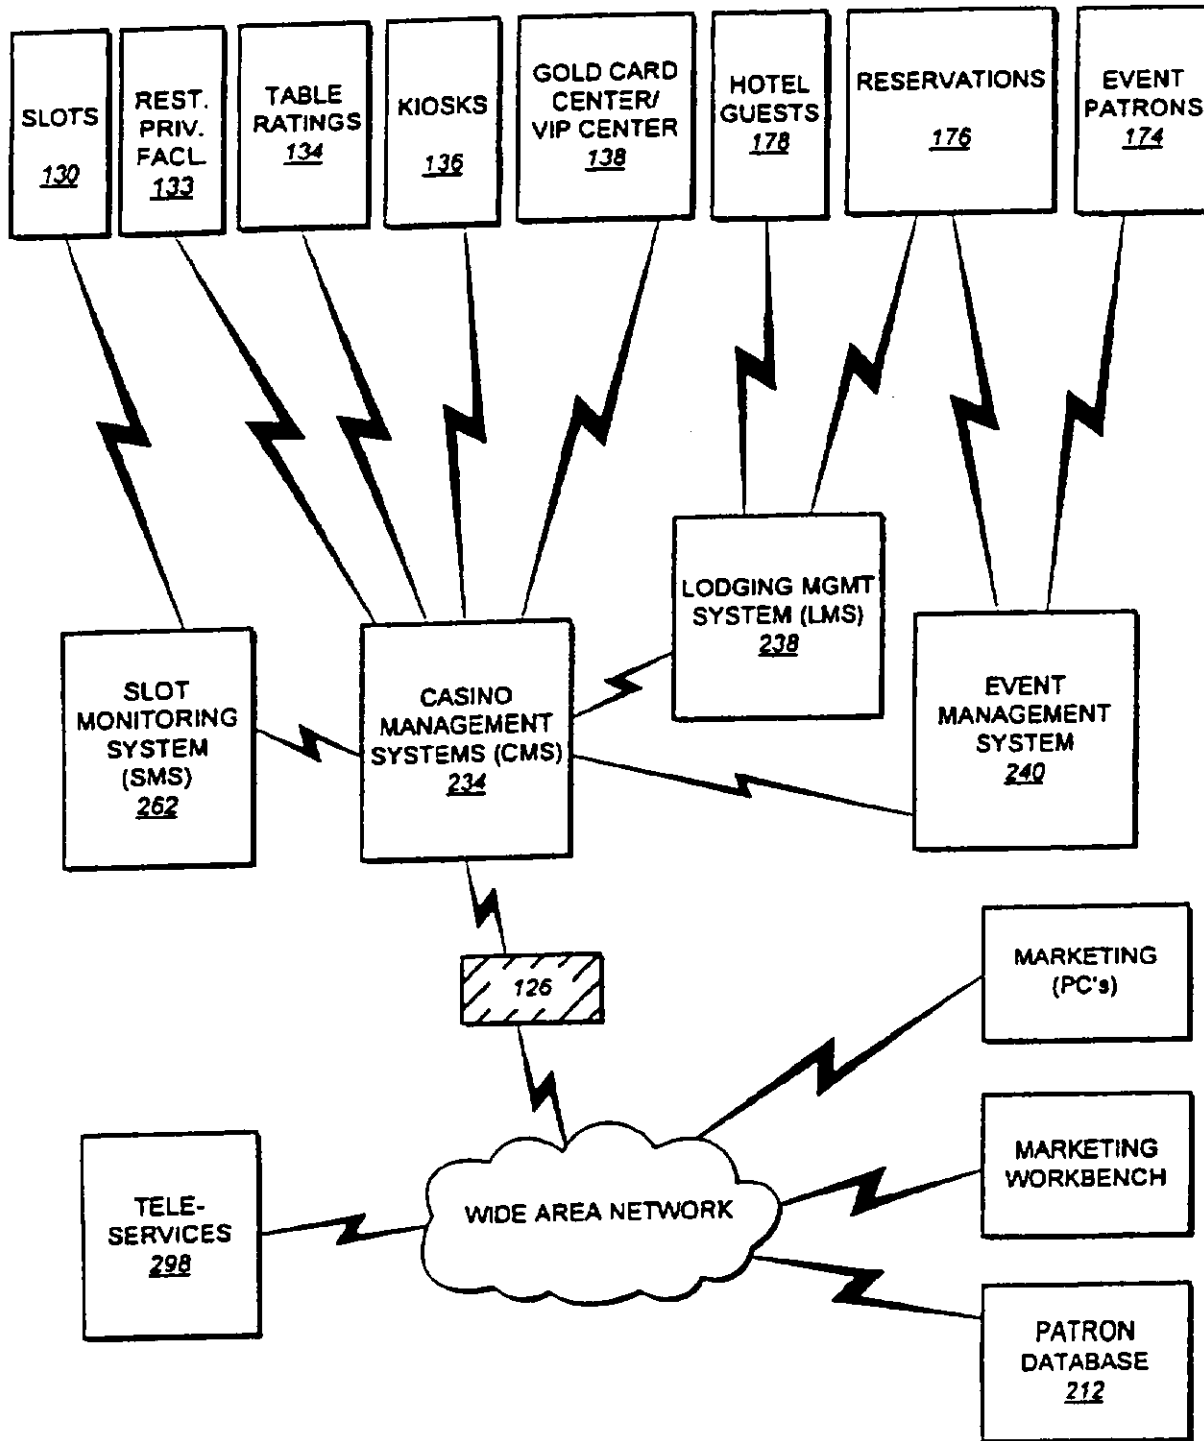 SLOTS
130
REST.
PRIV.
FACL.
133
TABLE
RATINGS
134
KIOSKS
136
GOLD CARD
CENTER/
VIP CENTER
138
HOTEL
GUESTS
178
RESERVATIONS
176
EVENT
PATRONS
174
LODGING MGMT
SYSTEM (LMS)
238
SLOT
MONITORING
SYSTEM
(SMS)
262
CASINO
MANAGEMENT
SYSTEMS (CMS)
234
EVENT
MANAGEMENT
SYSTEM
240
126
MARKETING
(PC's)
MARKETING
WORKBENCH
WIDE AREA NETWORK
TELE-
SERVICES
298
PATRON
DATABASE
212